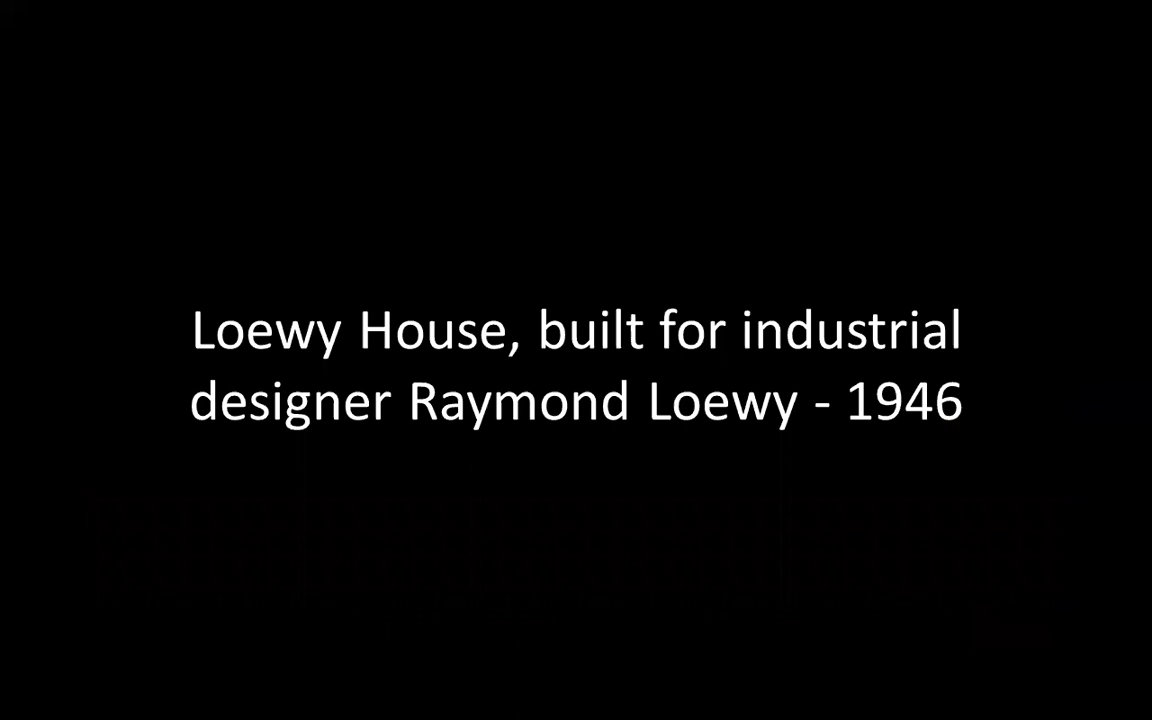 Loewy House, built for industrial
designer Raymond Loewy - 1946